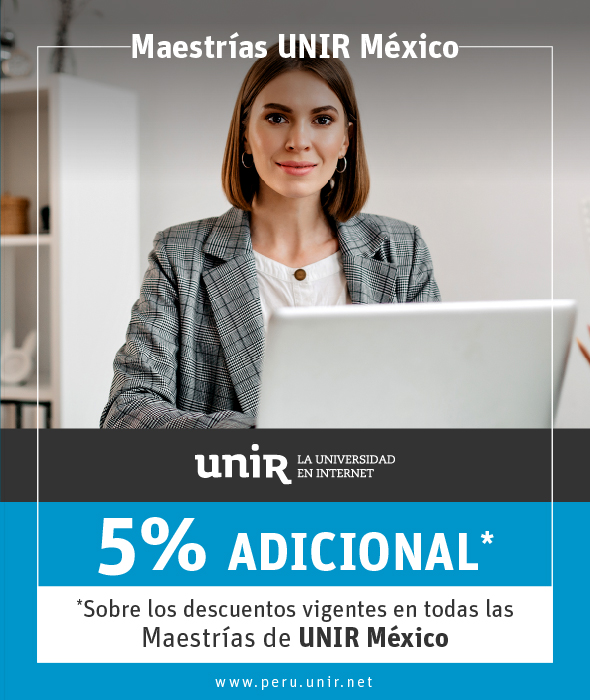 Maestrías UNIR México
uniR LA UNIVERSIDAD
EN INTERNET
5% ADICIONAL*
*Sobre los descuentos vigentes en todas las
Maestrías de UNIR México
www.peru.unir.net